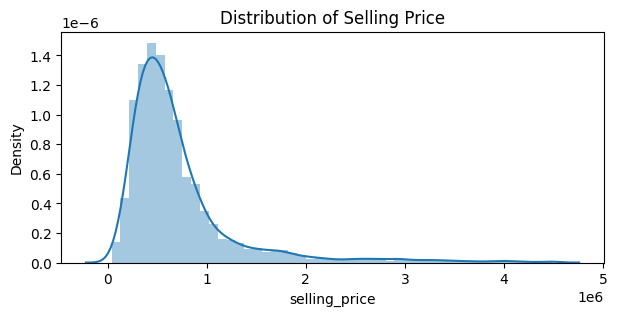 Distribution of Selling Price
1e−6
1.4
1.2
1.0
0.8
0.6
0.4
0.2
0.0
Density
0 1 2 3 4 5
1e6
selling_price